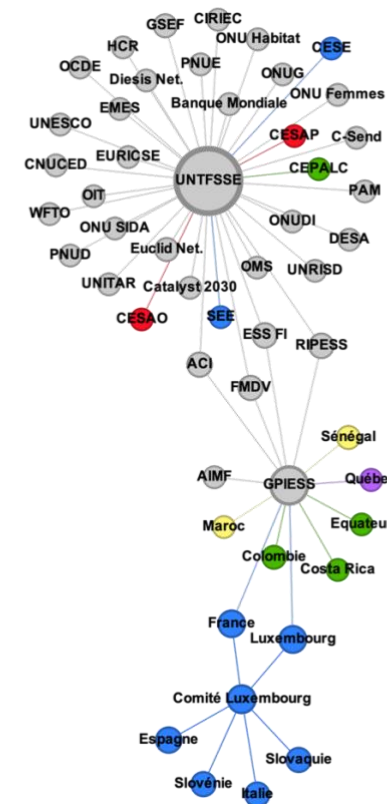 CIRIEC
GSEF
ONU Habitat
HCR
CESE
OCDE
PNUE
Diesis Net.
ONUG
ONU Femmes
EMES
Banque Mondiale
UNESCO
CESAP
C-Send
EURICSE
CNUCED
CEPALC
UNTFSSE
PAM
OIT
WFTO
ONU SIDA
ONUDI
DESA
PNUD
Euclid Net.
OMS
UNRISD
UNITAR
Catalyst 2030
CESAO
SEE
ESS FI
RIPESS
ACI
FMDV
Sénégal
AIMF
GPIESS
Québe
Maroc
Equateu
Colombie
Costa Rica
France
Luxembourg
Comité Luxembourg
Espagne
Slovaquie
Slovénie
Italie